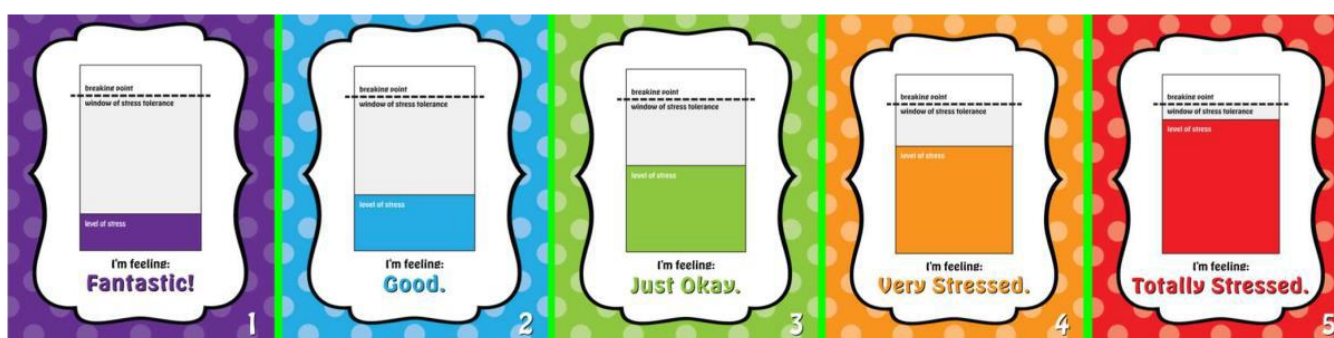 breaking point
window of stress tolerance
level of stress
I'm feeling:
Fantastic!
1
breaking point
window of stress tolerance
level of stress
I'm feeling:
Good.
2
breaking point
window of stress tolerance
level of stress
I'm feeling:
Just Okay.
3
breaking point
window of stress tolerance
level of stress
I'm feeling:
Very Stressed.
4
breaking point
window of stress tolerance
level of stress
I'm feeling:
Totally Stressed.
5